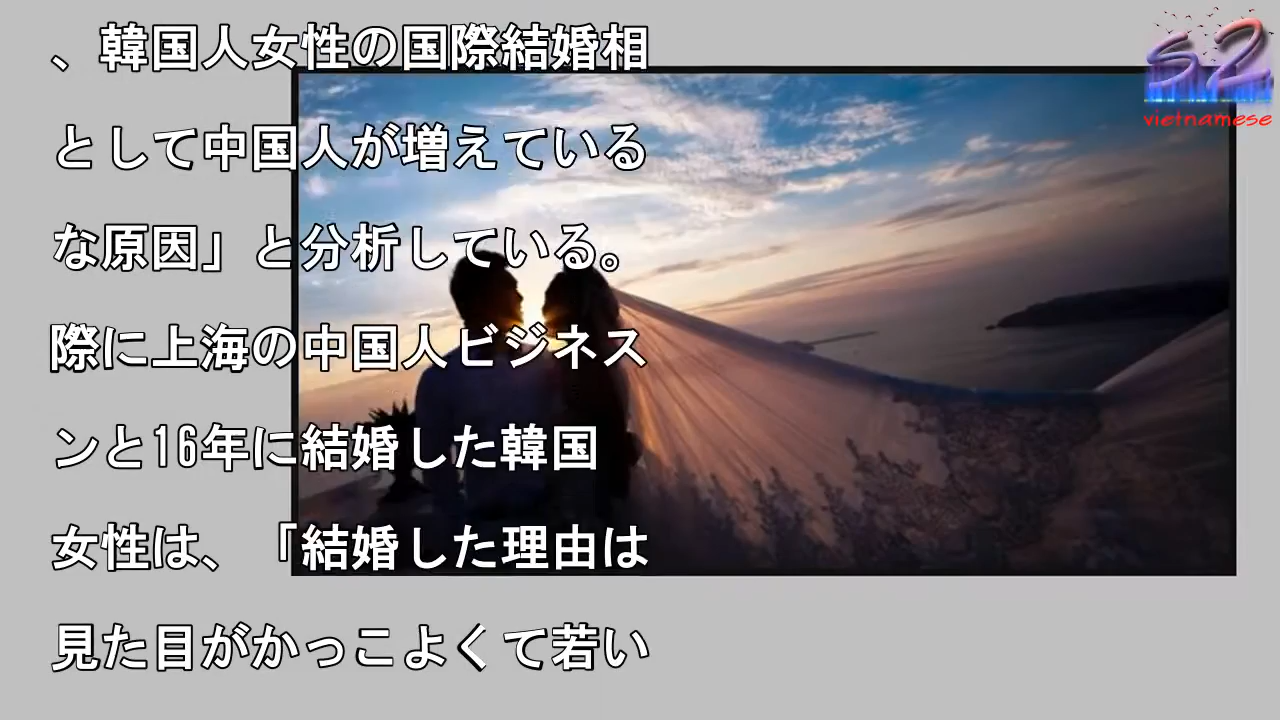 、韓国人女性の国際結婚相
として中国人が増えている
な原因」と分析している。
際に上海の中国人ビジネス
ンと16年に結婚した韓国
女性は、「結婚した理由は
見た目がかっこよくて若い
s2
vietnamese